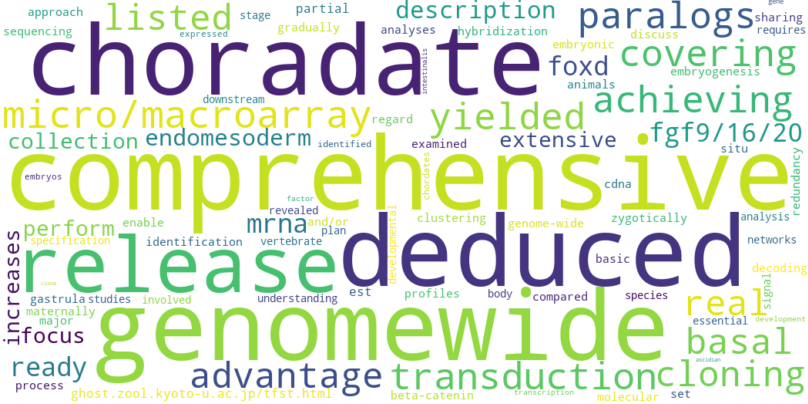 approach
stage
partial
description
paralogs
sharing
sequencing
listed
gradually
analyses
hybridization
requires
expressed
discuss
choradate
intestinalis
foxd
embryonic
covering
embryogenesis
animals
downstream
achieving
micro/macroarray
regard
yielded
fgf9/16/20
collection
endomesoderm
identified
examined
extensive
situ
redundancy
comprehensive
chordates
embryos
cdna
factor
revealed
mrna
and/or
clustering
genome-wide
zygotically
analysis
perform
enable
plan
developmental
specification
identification
vertebrate
deduced
basic
networks
decoding
increases
release
ciona
gastrula
studies
involved
understanding
est
profiles
body
compared
species
signal
maternally
major
genomewide
real
essential
development
focus
basal
ready
advantage
transduction
ascidian
cloning
process
ghost.zool.kyoto-u.ac.jp/tfst.html
beta-catenin
transcription
molecular
set
gene